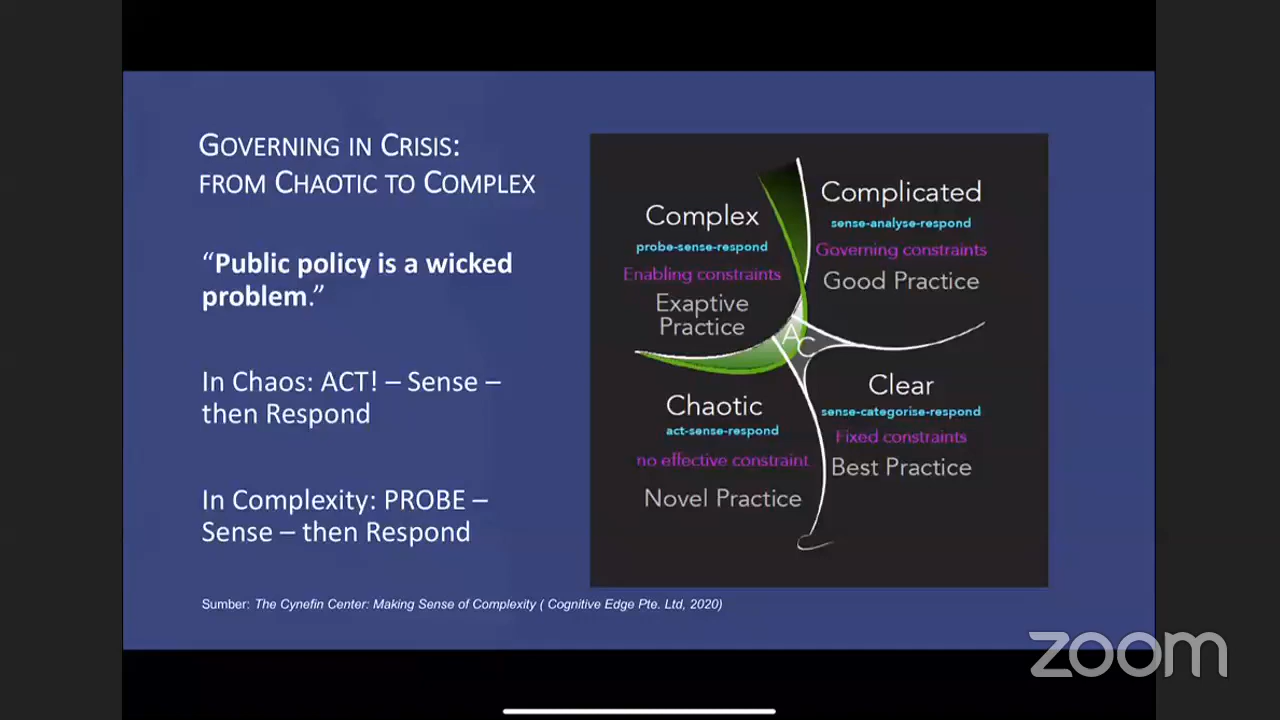 GOVERNING IN CRISIS:
FROM CHAOTIC TO COMPLEX
“Public policy is a wicked
problem.”
In Chaos: ACT! – Sense –
then Respond
In Complexity: PROBE –
Sense – then Respond
Complex
probe-sense-respond
Enabling constraints
Exaptive
Practice
Complicated
sense-analyse-respond
Governing constraints
Good Practice
A
C
Chaotic
act-sense-respond
no effective constraint
Novel Practice
Clear
sense-categorise-respond
Fixed constraints
Best Practice
Sumber: The Cynefin Center: Making Sense of Complexity ( Cognitive Edge Pte. Ltd, 2020)
zoom